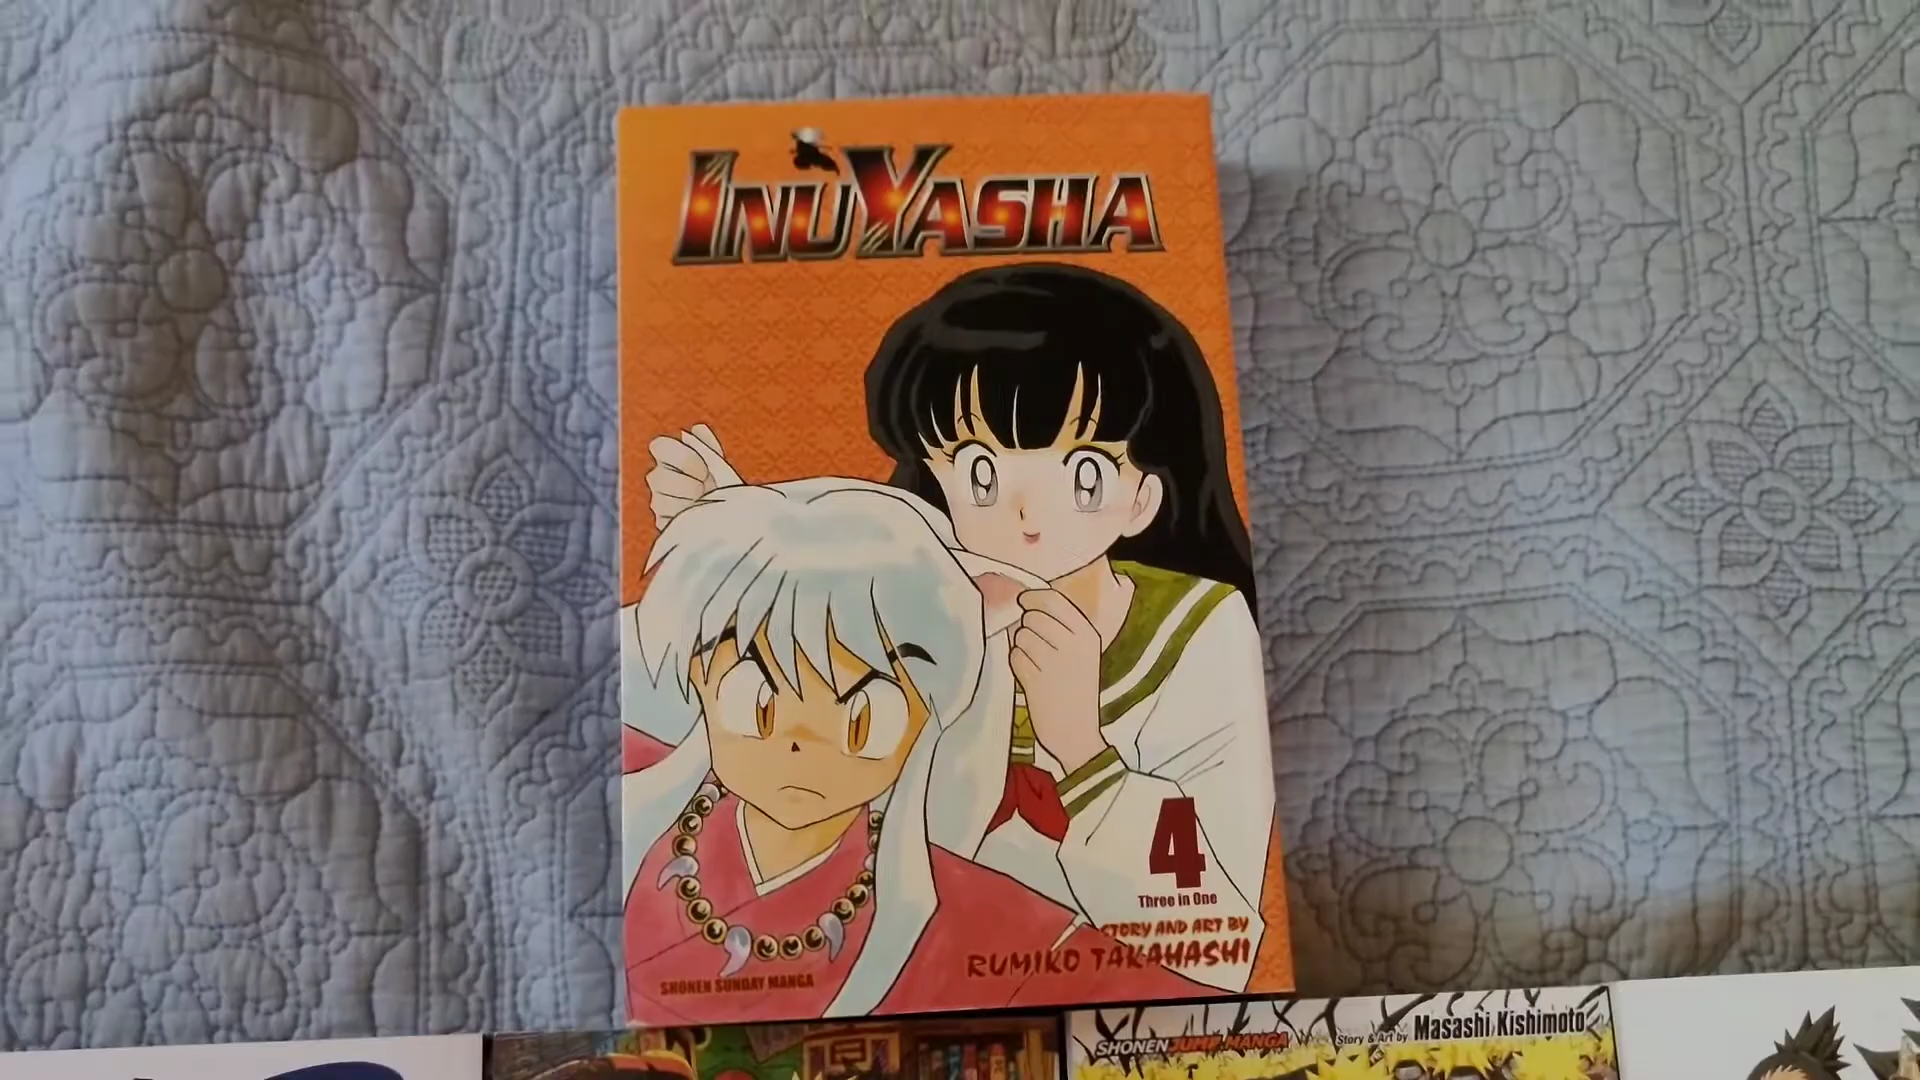 INUYASHA
4
Three in One
STORY AND ART BY
RUMIKO TAKAHASHI
SHONEN SUNDAY MANGA
SHONEN JUMP MANGA
Story & Art by Masashi Kishimoto